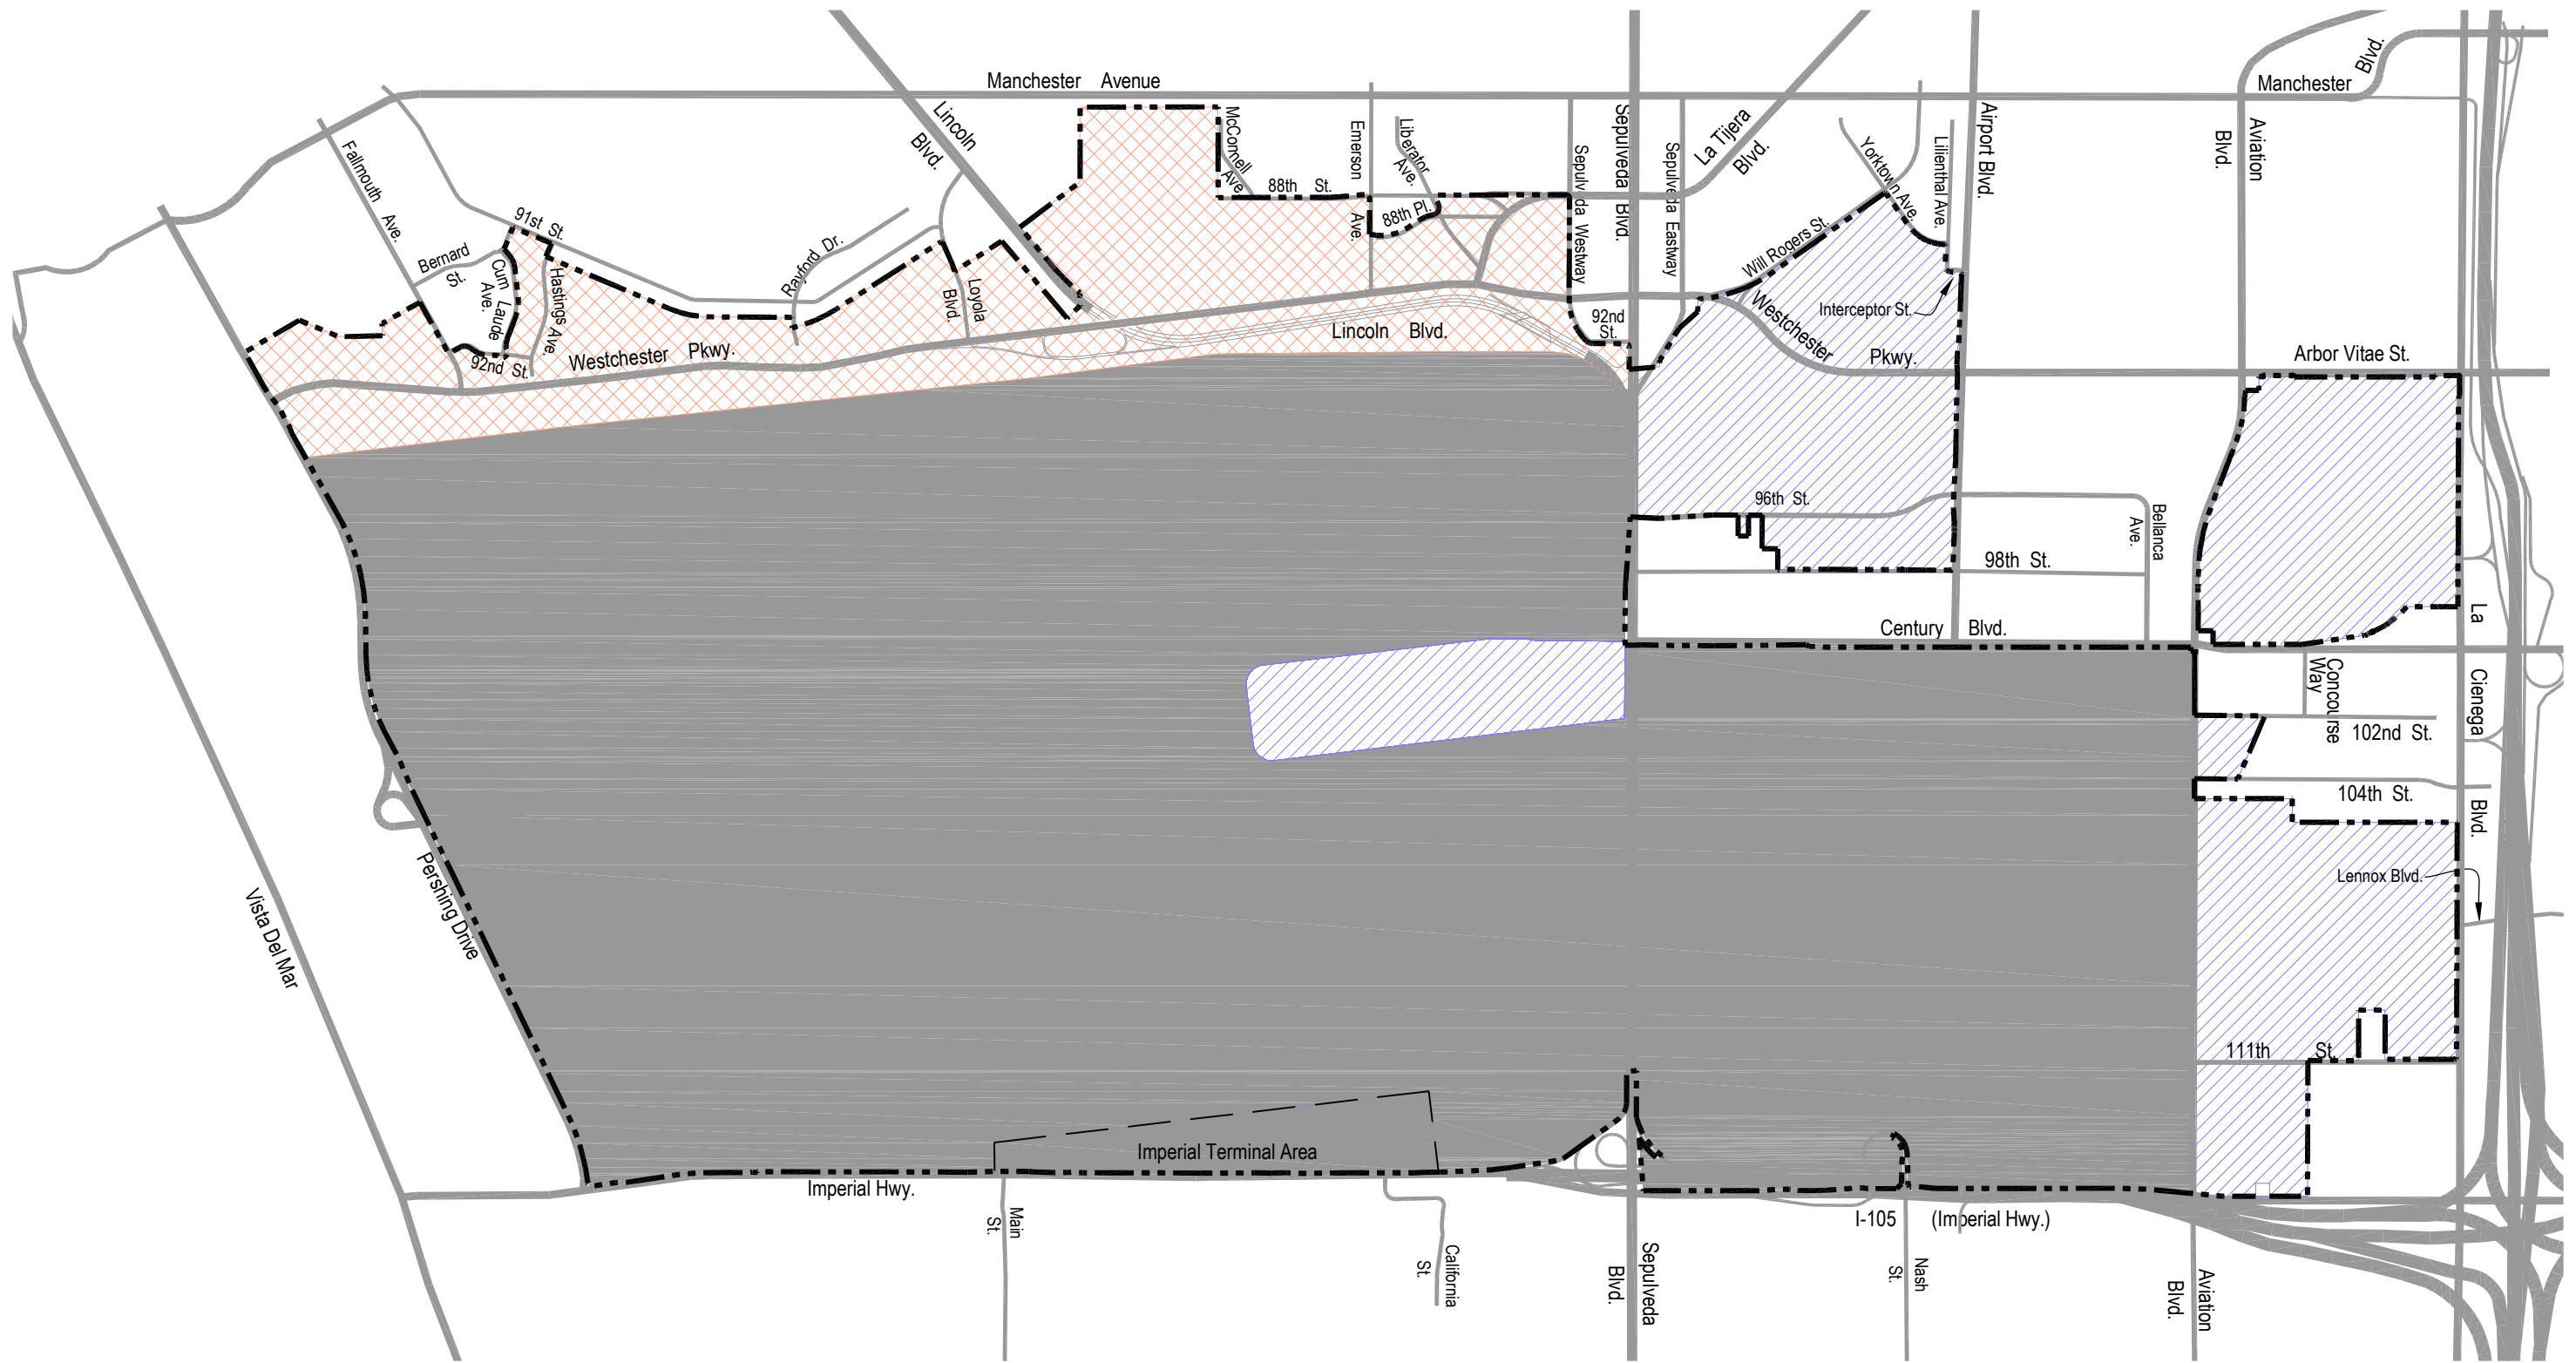 Manchester Avenue
Manchester
Blvd.
Lincoln
Blvd.
McConnell
Ave.
Emerson
Ave.
Liberator
Ave.
Sepulveda Westway
Sepulveda Blvd.
Sepulveda Eastway
La Tijera
Blvd.
Yorktown Ave.
Lilienthal Ave.
Airport Blvd.
Aviation
Blvd.
Fallmouth Ave.
88th St.
88th Pl.
91st St.
Bernard
St.
Cum Laude
Ave.
Hastings Ave.
Rayford Dr.
Loyola
Blvd.
Will Rogers St.
Interceptor St.
92nd
St.
Westchester Pkwy.
Lincoln Blvd.
Westchester Pkwy.
Arbor Vitae St.
92nd St.
96th St.
Bellanca
Ave.
98th St.
Century Blvd.
La Cienega Blvd.
Concourse
Way
102nd St.
104th St.
Lennox Blvd.
Pershing Drive
Vista Del Mar
111th St.
Imperial Terminal Area
Imperial Hwy.
I-105 (Imperial Hwy.)
Main
St.
California
St.
Sepulveda
Blvd.
Nash
St.
Aviation
Blvd.